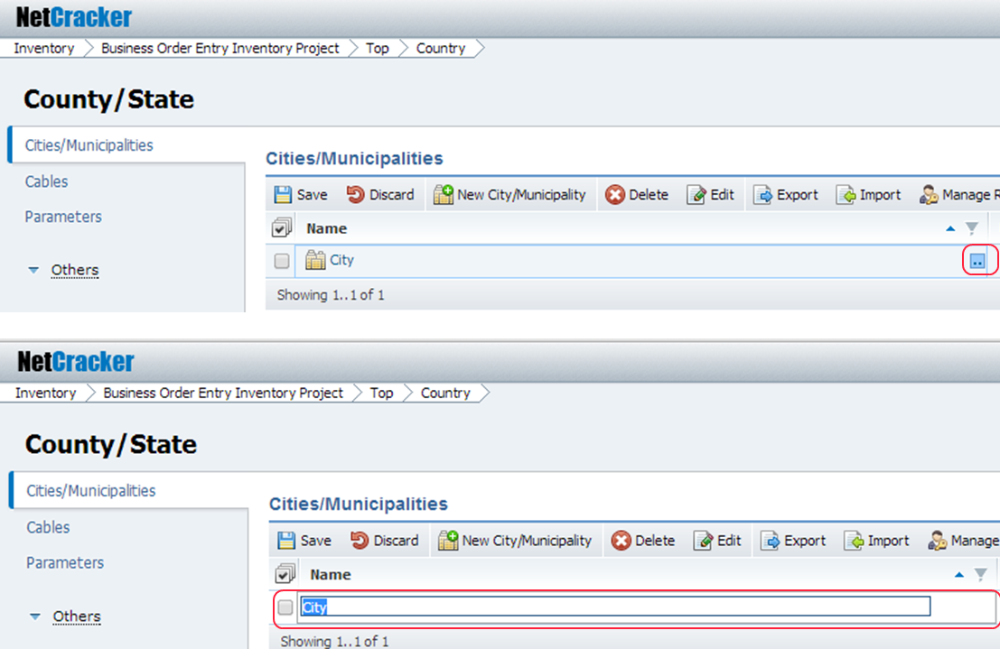 NetCracker
Inventory Business Order Entry Inventory Project Top Country
County/State
Cities/Municipalities
Cables
Parameters
Others
Cities/Municipalities
Save Discard New City/Municipality Delete Edit Export Import Manage R
Name
City
..
Showing 1..1 of 1
NetCracker
Inventory Business Order Entry Inventory Project Top Country
County/State
Cities/Municipalities
Cables
Parameters
Others
Cities/Municipalities
Save Discard New City/Municipality Delete Edit Export Import Manage
Name
City
Showing 1..1 of 1